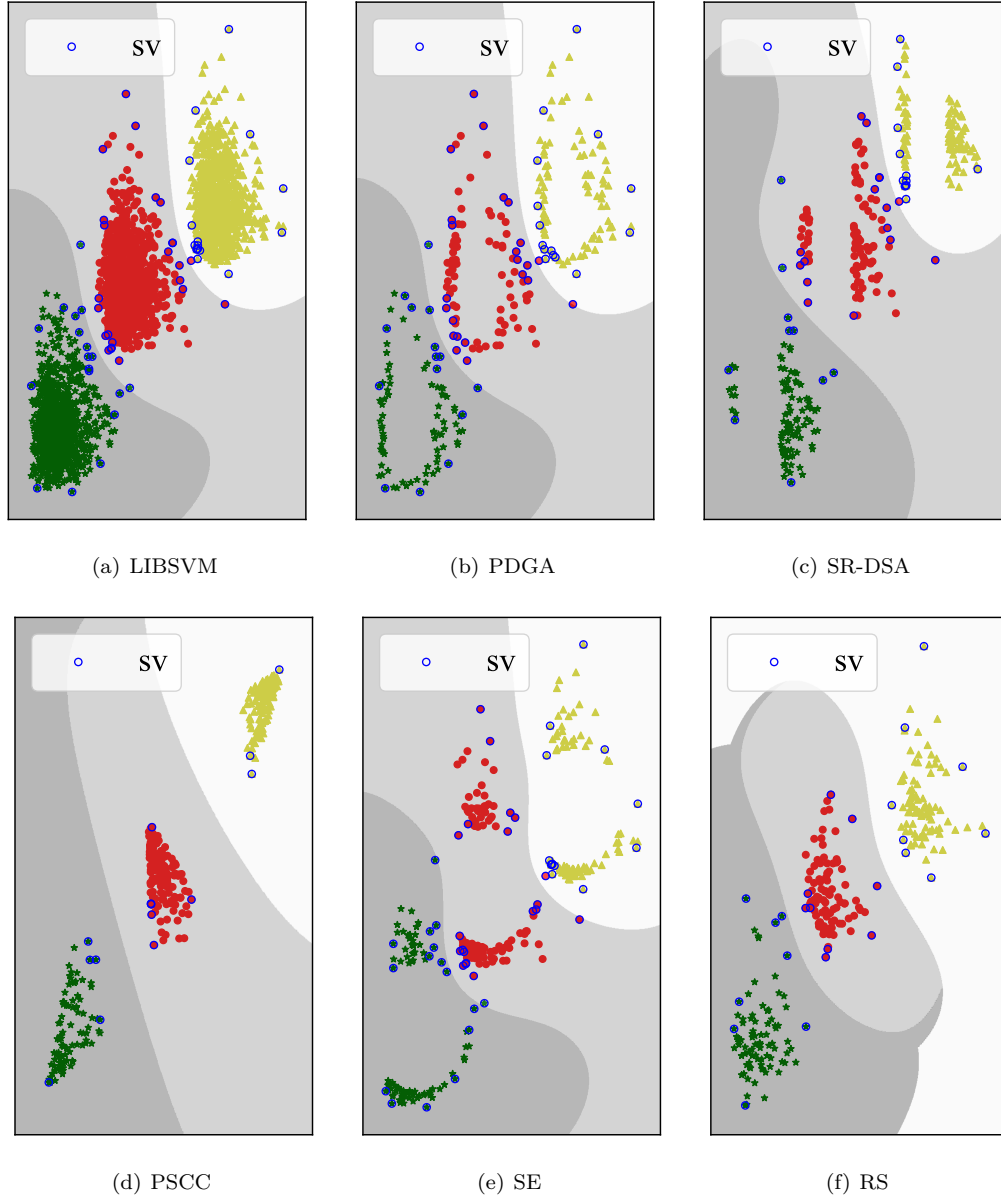 SV
SV
SV
(a) LIBSVM
(b) PDGA
(c) SR-DSA
SV
SV
SV
(d) PSCC
(e) SE
(f) RS